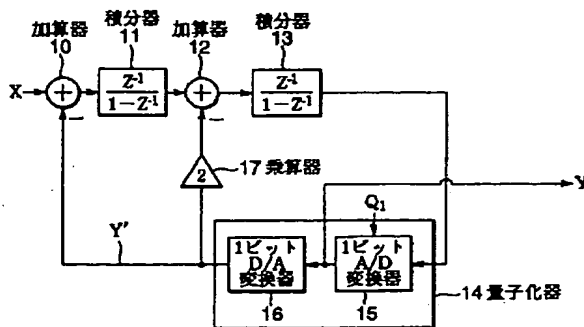 加算器
10
積分器
11
加算器
12
積分器
13
X
+
Z⁻¹
1−Z⁻¹
+
Z⁻¹
1−Z⁻¹
−
−
2
17 乗算器
Y
Q₁
Y'
1ビット
D/A
変換器
1ビット
A/D
変換器
16
15
14 量子化器